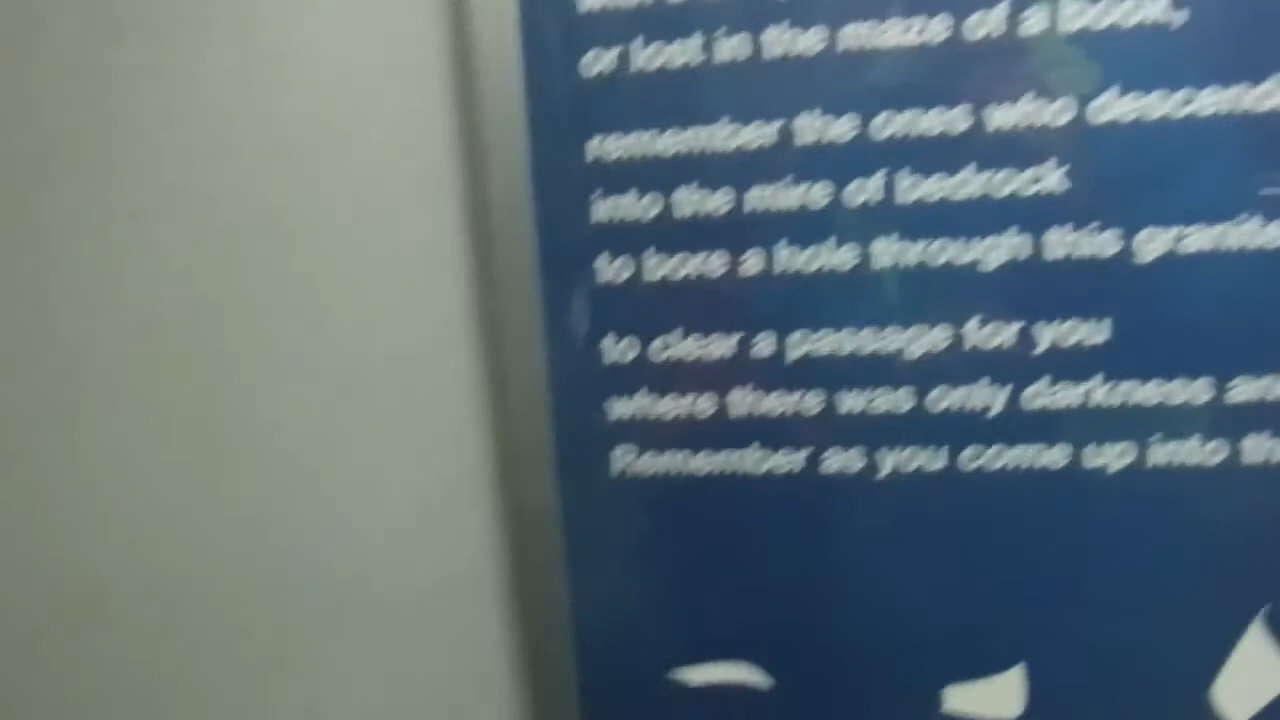 or lost in the maze of a book,
remember the ones who descend
into the mire of bedrock
to bore a hole through this granite
to clear a passage for you
where there was only darkness
Remember as you come up into